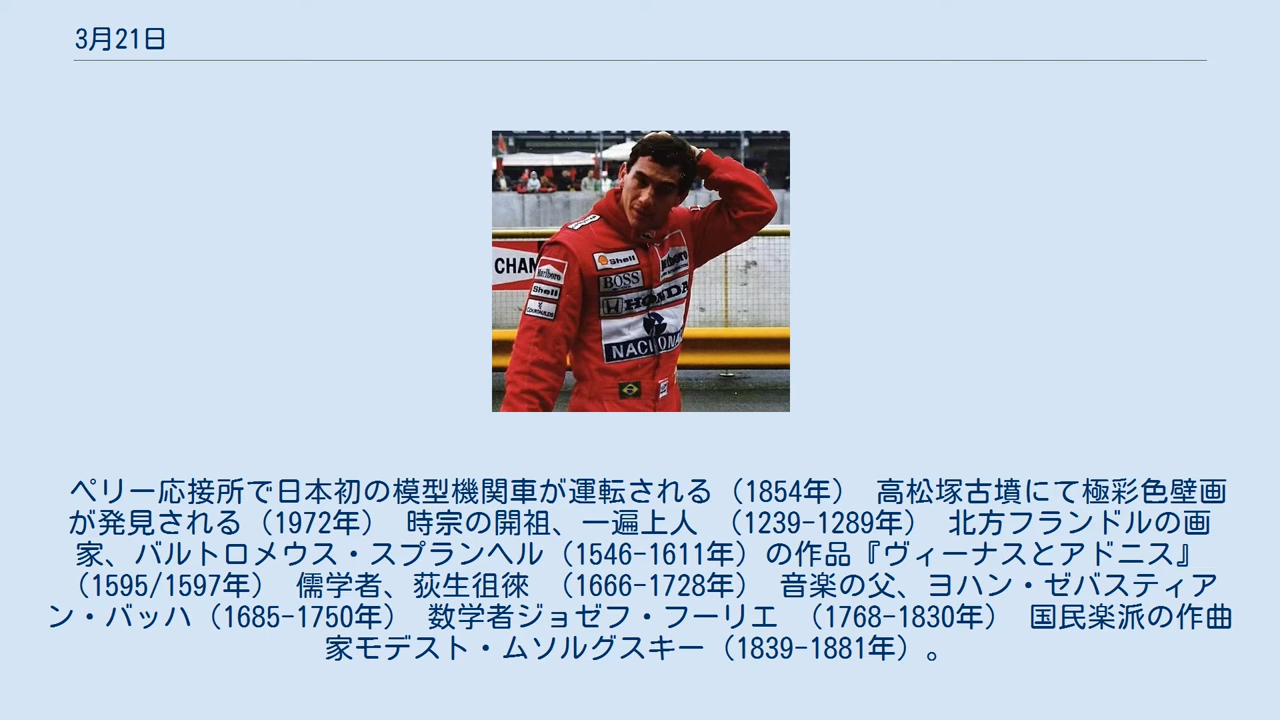 3月21日
CHAM
Marlboro
Shell
BOSS
Marlboro
Shell
HONDA
COURTAULDS
NACIONAL
ペリー応接所で日本初の模型機関車が運転される（1854年） 高松塚古墳にて極彩色壁画
が発見される（1972年） 時宗の開祖、一遍上人 （1239-1289年） 北方フランドルの画
家、バルトロメウス・スプランヘル（1546-1611年）の作品『ヴィーナスとアドニス』
（1595/1597年） 儒学者、荻生徂徠 （1666-1728年） 音楽の父、ヨハン・ゼバスティア
ン・バッハ（1685-1750年） 数学者ジョゼフ・フーリエ （1768-1830年） 国民楽派の作曲
家モデスト・ムソルグスキー（1839-1881年）。